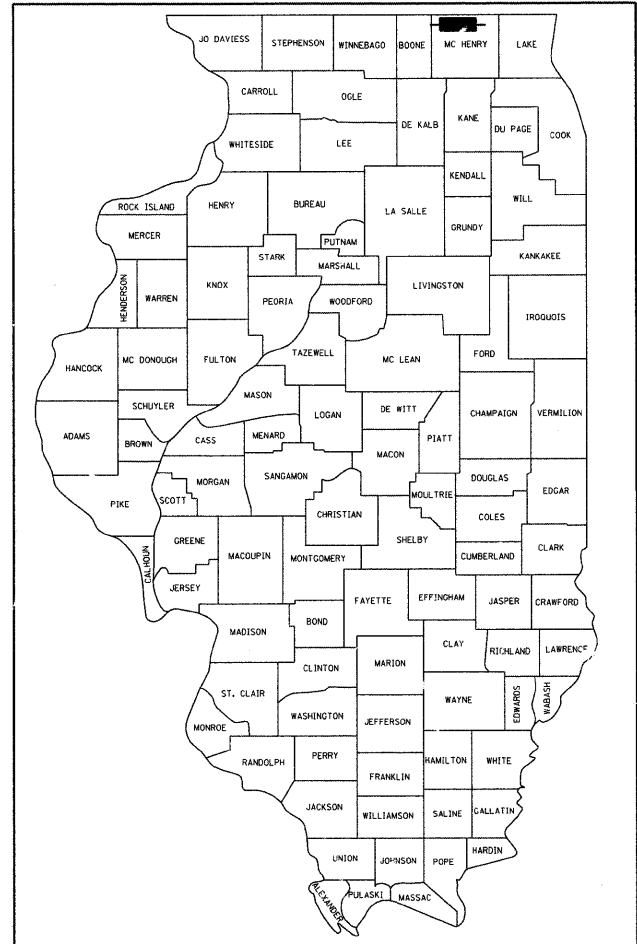 JO DAVIESS
STEPHENSON
WINNEBAGO
BOONE
MC HENRY
LAKE
CARROLL
OGLE
DE KALB
KANE
DU PAGE
COOK
WHITESIDE
LEE
KENDALL
WILL
ROCK ISLAND
HENRY
BUREAU
LA SALLE
GRUNDY
MERCER
PUTNAM
KANKAKEE
STARK
MARSHALL
HENDERSON
WARREN
KNOX
PEORIA
WOODFORD
LIVINGSTON
IROQUOIS
HANCOCK
MC DONOUGH
FULTON
TAZEWELL
MC LEAN
FORD
SCHUYLER
MASON
LOGAN
DE WITT
CHAMPAIGN
VERMILION
ADAMS
BROWN
CASS
MENARD
MACON
PIATT
PIKE
SCOTT
MORGAN
SANGAMON
MOULTRIE
DOUGLAS
EDGAR
CHRISTIAN
COLES
GREENE
MACOUPIN
MONTGOMERY
SHELBY
CUMBERLAND
CLARK
CALHOUN
JERSEY
FAYETTE
EFFINGHAM
JASPER
CRAWFORD
MADISON
BOND
CLAY
RICHLAND
LAWRENCE
CLINTON
MARION
ST. CLAIR
WAYNE
EDWARDS
WABASH
MONROE
WASHINGTON
JEFFERSON
RANDOLPH
PERRY
HAMILTON
WHITE
FRANKLIN
JACKSON
WILLIAMSON
SALINE
GALLATIN
UNION
JOHNSON
POPE
HARDIN
ALEXANDER
PULASKI
MASSAC